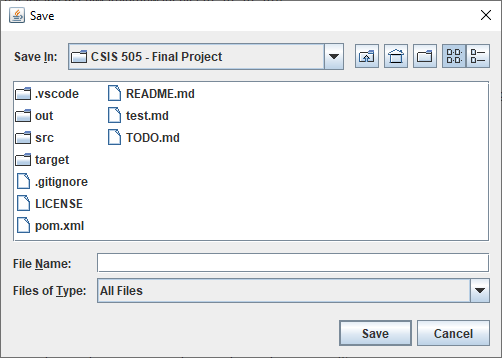 Save
Save In: CSIS 505 - Final Project
.vscode
out
src
target
.gitignore
LICENSE
pom.xml
README.md
test.md
TODO.md
File Name:
Files of Type: All Files
Save Cancel